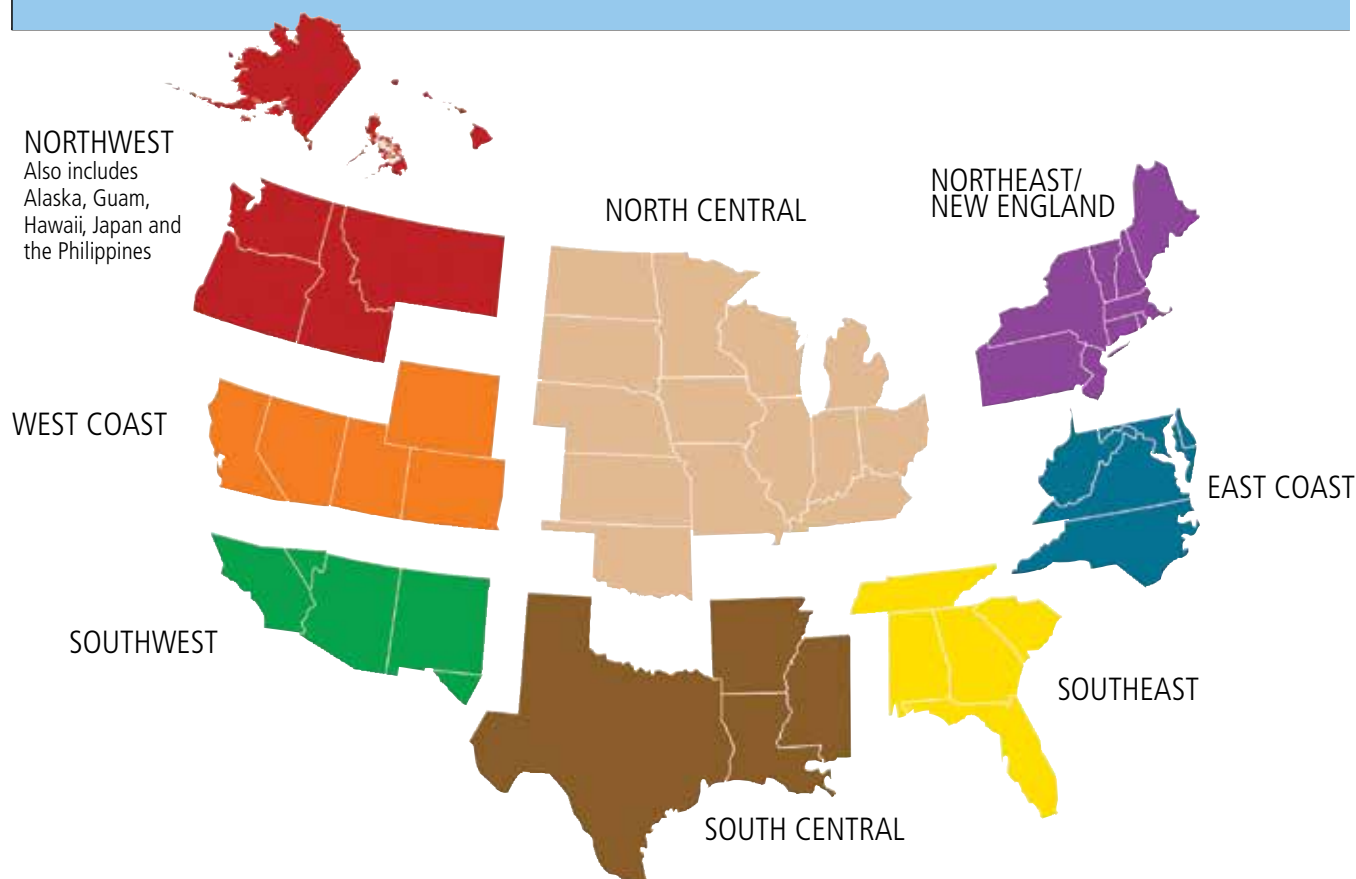 NORTHWEST
Also includes
Alaska, Guam,
Hawaii, Japan and
the Philippines
NORTH CENTRAL
NORTHEAST/
NEW ENGLAND
WEST COAST
EAST COAST
SOUTHWEST
SOUTHEAST
SOUTH CENTRAL